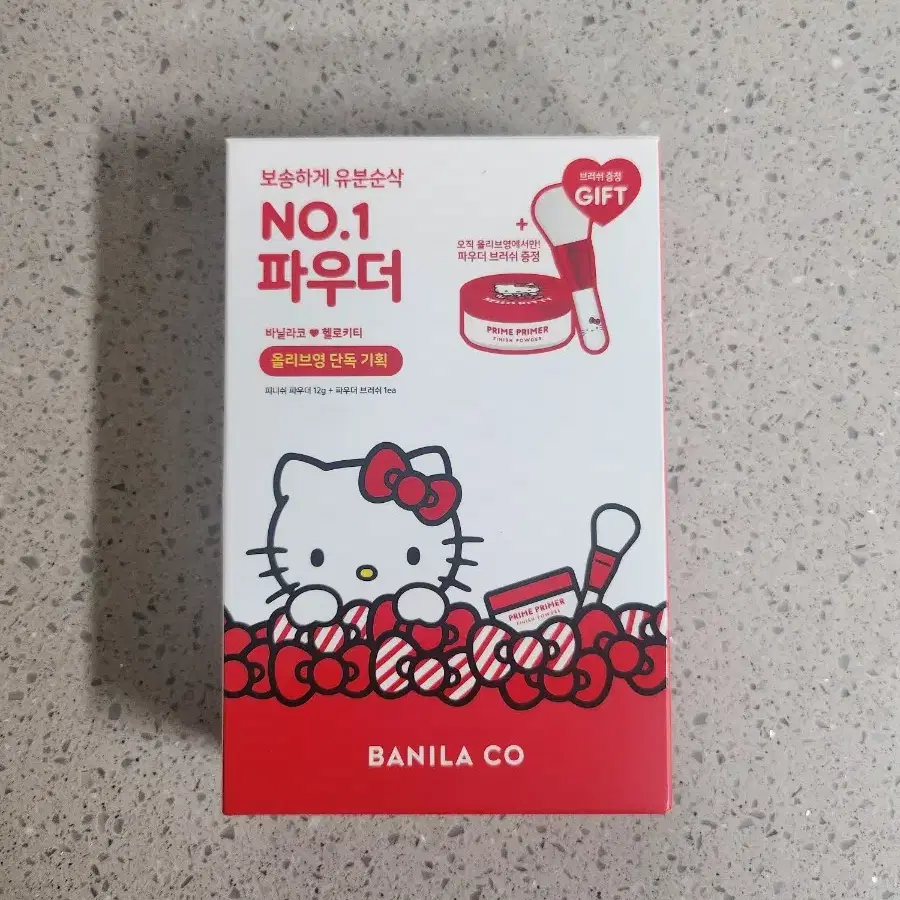 보송하게 유분순삭
NO.1
파우더
바닐라코 ♥ 헬로키티
올리브영 단독 기획
피니쉬 파우더 12g + 파우더 브러쉬 1ea
브러쉬 증정
GIFT
+
오직 올리브영에서만!
파우더 브러쉬 증정
HELLO KITTY
PRIME PRIMER
FINISH POWDER
PRIME PRIMER
FINISH POWDER
BANILA CO